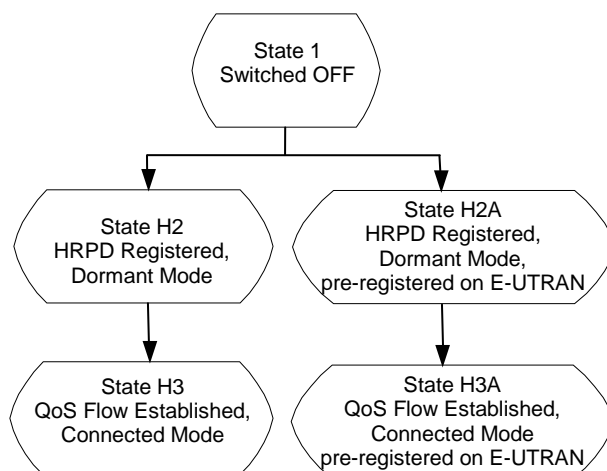 State 1
Switched OFF
State H2
HRPD Registered,
Dormant Mode
State H2A
HRPD Registered,
Dormant Mode,
pre-registered on E-UTRAN
State H3
QoS Flow Established,
Connected Mode
State H3A
QoS Flow Established,
Connected Mode
pre-registered on E-UTRAN